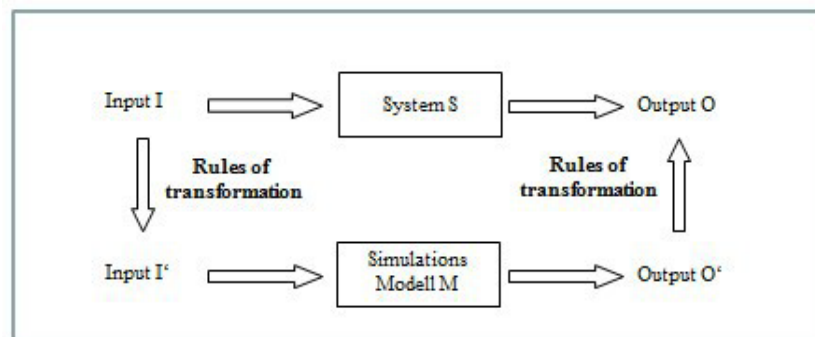 Input I
System S
Output O
Rules of
transformation
Rules of
transformation
Input I‘
Simulations
Modell M
Output O‘